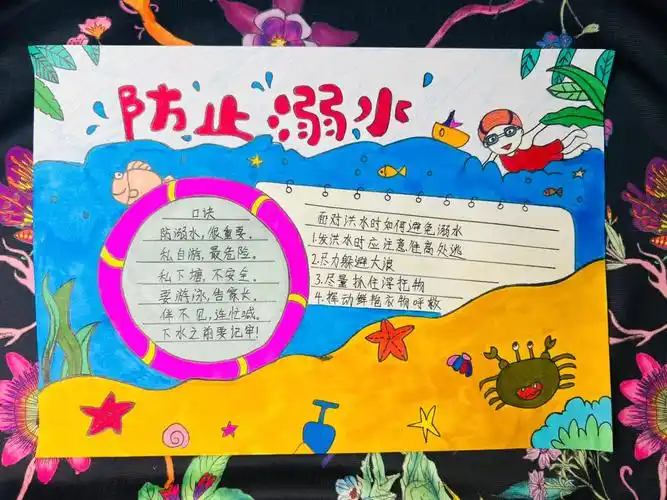 防止溺水
口诀
防溺水,很重要。
私自游,最危险。
私下塘,不安全。
要游泳,告家长。
伴不见,连忙喊。
下水之前要记牢!
面对洪水时如何避免溺水
1.发洪水时应注意往高处逃
2.尽力躲避大浪
3.尽量抓住浮托物
4.挥动鲜艳衣物呼救